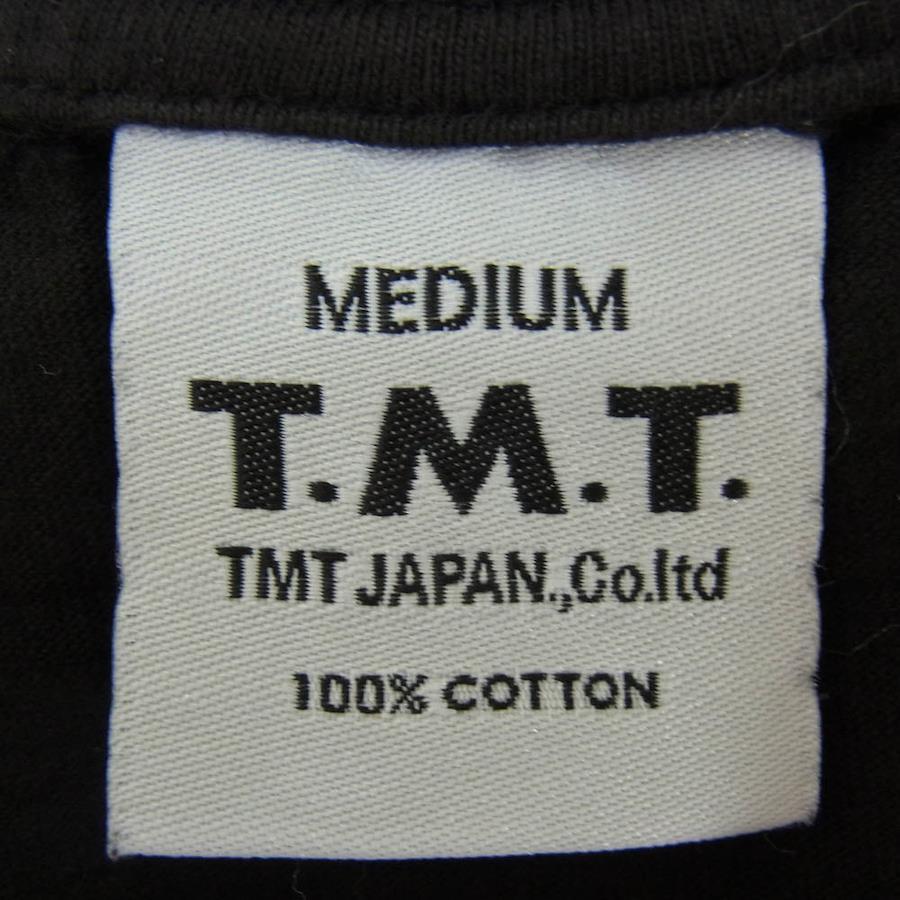 MEDIUM
T.M.T.
TMT JAPAN.,Co.ltd
100% COTTON